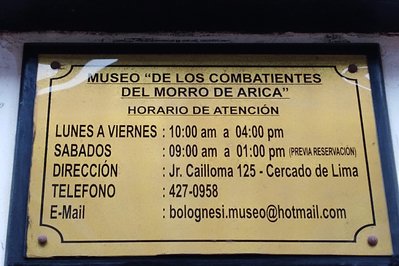 MUSEO "DE LOS COMBATIENTES
DEL MORRO DE ARICA"
HORARIO DE ATENCIÓN
LUNES A VIERNES : 10:00 am a 04:00 pm
SABADOS : 09:00 am a 01:00 pm (PREVIA RESERVACIÓN)
DIRECCIÓN : Jr. Cailloma 125 - Cercado de Lima
TELEFONO : 427-0958
E-Mail : bolognesi.museo@hotmail.com